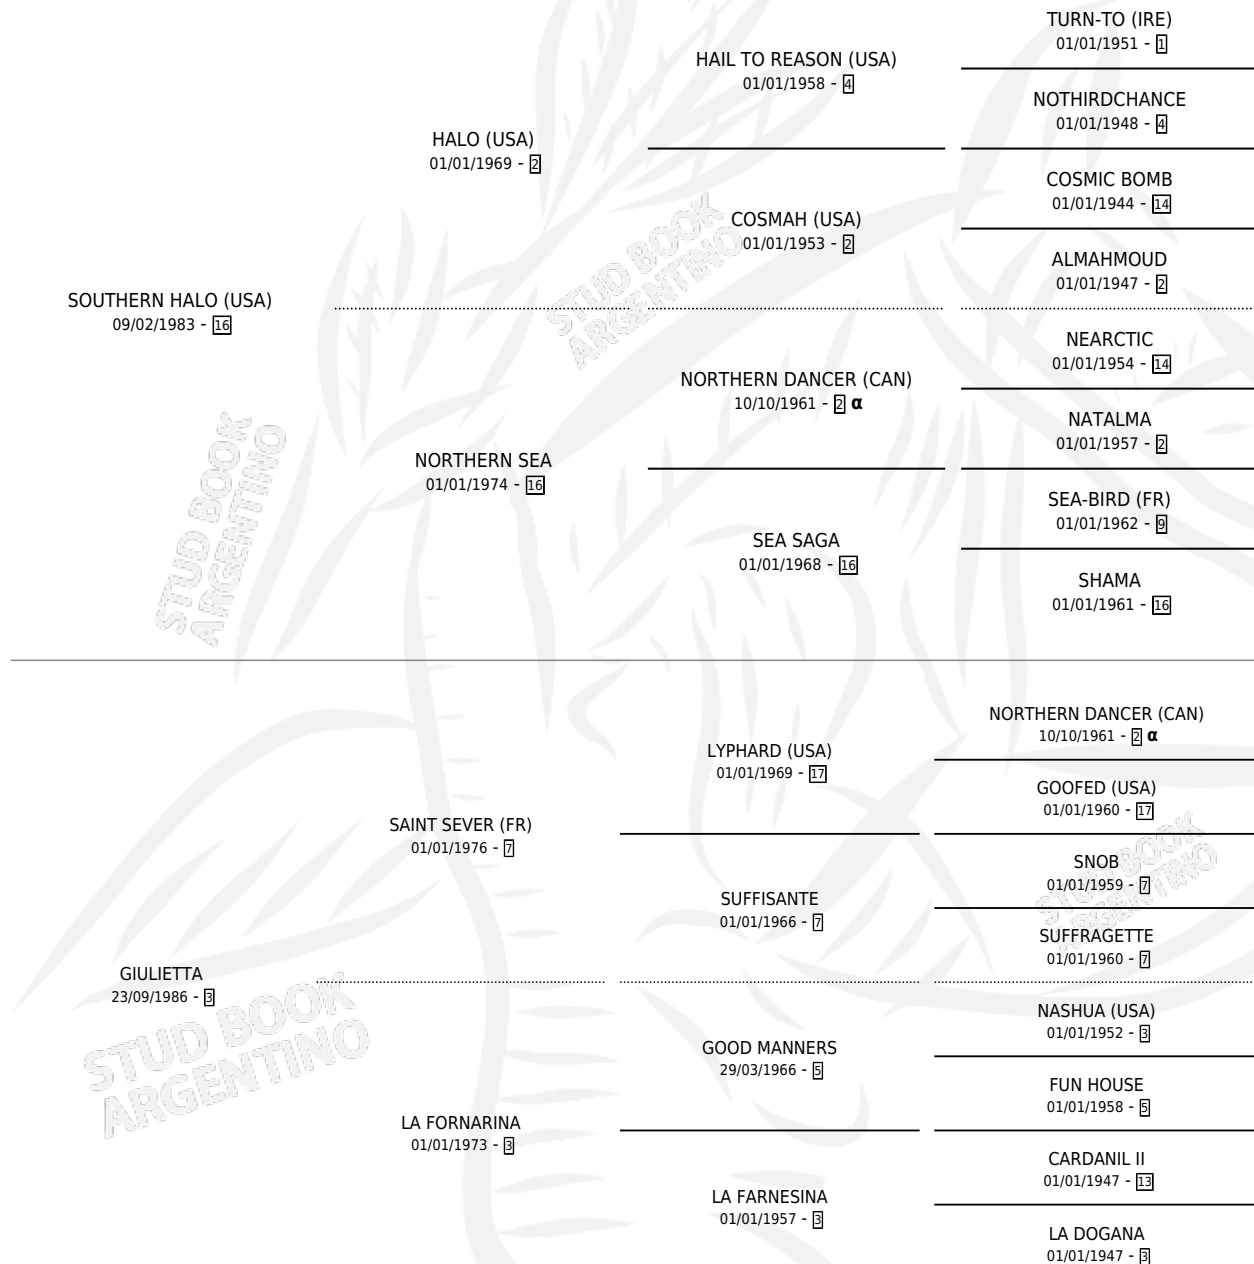 TURN-TO (IRE)
01/01/1951 - 1
HAIL TO REASON (USA)
01/01/1958 - 4
NOTHIRDCHANCE
01/01/1948 - 4
HALO (USA)
01/01/1969 - 2
COSMIC BOMB
01/01/1944 - 14
COSMAH (USA)
01/01/1953 - 2
ALMAHMOUD
01/01/1947 - 2
SOUTHERN HALO (USA)
09/02/1983 - 16
STUD BOOK
ARGENTINO
NEARCTIC
01/01/1954 - 14
NORTHERN DANCER (CAN)
10/10/1961 - 2 α
NATALMA
01/01/1957 - 2
NORTHERN SEA
01/01/1974 - 16
SEA-BIRD (FR)
01/01/1962 - 9
SEA SAGA
01/01/1968 - 16
SHAMA
01/01/1961 - 16
STUD BOOK
ARGENTINO
NORTHERN DANCER (CAN)
10/10/1961 - 2 α
LYPHARD (USA)
01/01/1969 - 17
GOOFED (USA)
01/01/1960 - 17
SAINT SEVER (FR)
01/01/1976 - 7
SNOB
01/01/1959 - 7
SUFFISANTE
01/01/1966 - 7
SUFFRAGETTE
01/01/1960 - 7
STUD BOOK
ARGENTINO
GIULIETTA
23/09/1986 - 3
NASHUA (USA)
01/01/1952 - 3
GOOD MANNERS
29/03/1966 - 5
FUN HOUSE
01/01/1958 - 5
STUD BOOK
ARGENTINO
LA FORNARINA
01/01/1973 - 3
CARDANIL II
01/01/1947 - 13
LA FARNESINA
01/01/1957 - 3
LA DOGANA
01/01/1947 - 3